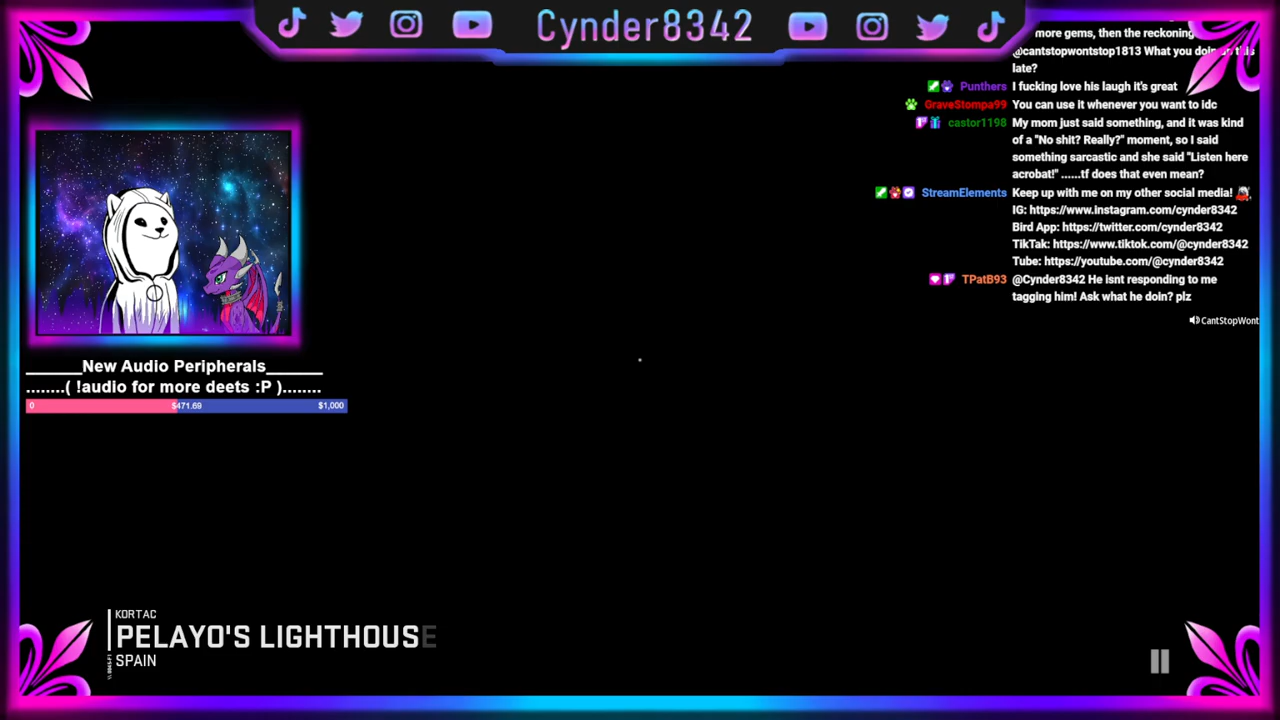 Cynder8342
more gems, then the reckoning
@cantstopwontstop1813 What you doin up this
late?
Punthers I fucking love his laugh it's great
GraveStompa99 You can use it whenever you want to idc
castor1198 My mom just said something, and it was kind
of a "No shit? Really?" moment, so I said
something sarcastic and she said "Listen here
acrobat!" ......tf does that even mean?
StreamElements Keep up with me on my other social media!
IG: https://www.instagram.com/cynder8342
Bird App: https://twitter.com/cynder8342
TikTak: https://www.tiktok.com/@cynder8342
Tube: https://youtube.com/@cynder8342
TPatB93 @Cynder8342 He isnt responding to me
tagging him! Ask what he doin? plz
CantStopWont
______New Audio Peripherals______
........( !audio for more deets :P )........
0 $471.69 $1,000
KORTAC
PELAYO'S LIGHTHOUSE
SPAIN